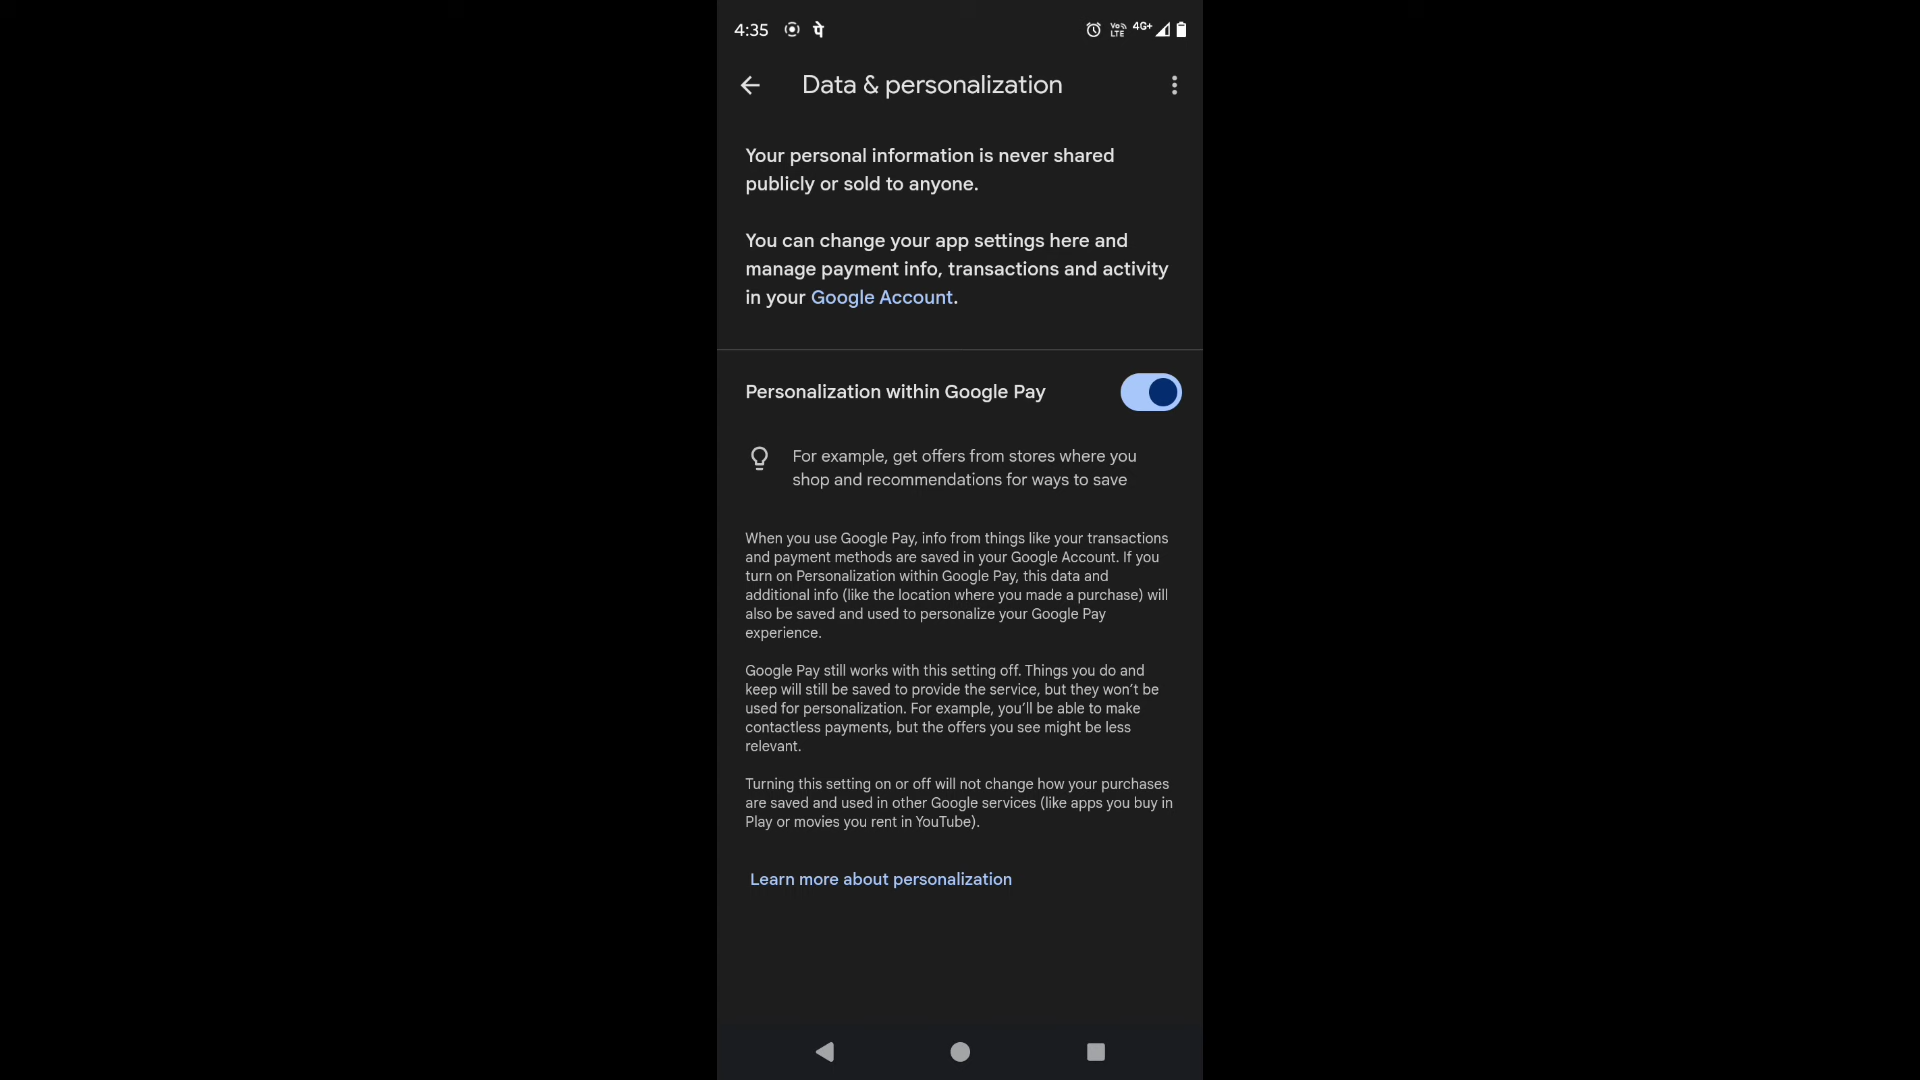 4:35 पे Vo LTE 4G+
Data & personalization
Your personal information is never shared
publicly or sold to anyone.
You can change your app settings here and
manage payment info, transactions and activity
in your Google Account.
Personalization within Google Pay
For example, get offers from stores where you
shop and recommendations for ways to save
When you use Google Pay, info from things like your transactions
and payment methods are saved in your Google Account. If you
turn on Personalization within Google Pay, this data and
additional info (like the location where you made a purchase) will
also be saved and used to personalize your Google Pay
experience.
Google Pay still works with this setting off. Things you do and
keep will still be saved to provide the service, but they won’t be
used for personalization. For example, you’ll be able to make
contactless payments, but the offers you see might be less
relevant.
Turning this setting on or off will not change how your purchases
are saved and used in other Google services (like apps you buy in
Play or movies you rent in YouTube).
Learn more about personalization